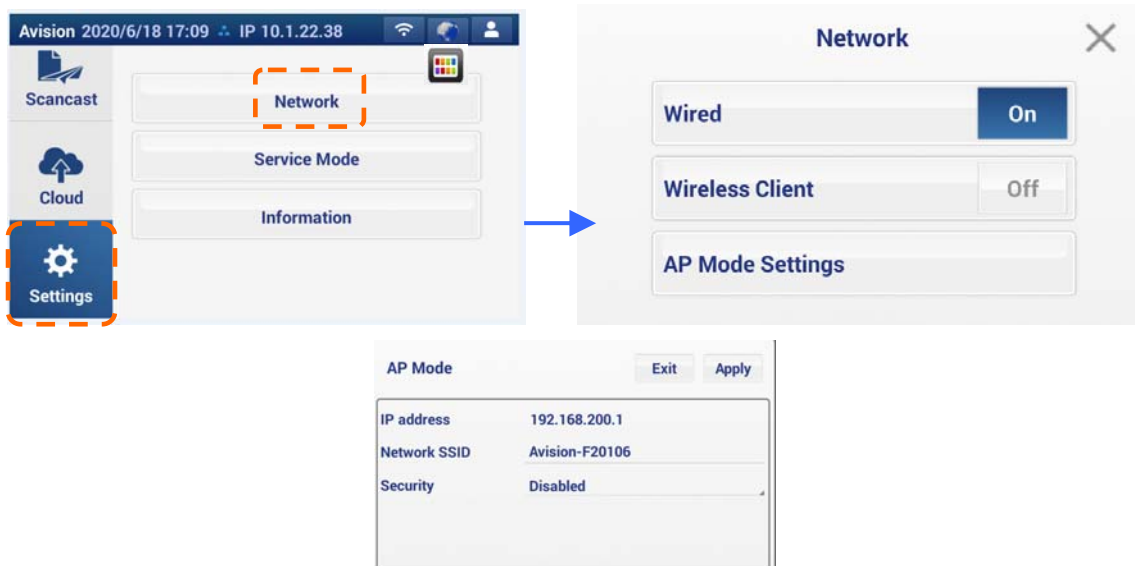 Avision 2020/6/18 17:09 IP 10.1.22.38
Scancast
Cloud
Settings
Network
Service Mode
Information
Network
Wired On
Wireless Client Off
AP Mode Settings
AP Mode Exit Apply
IP address 192.168.200.1
Network SSID Avision-F20106
Security Disabled